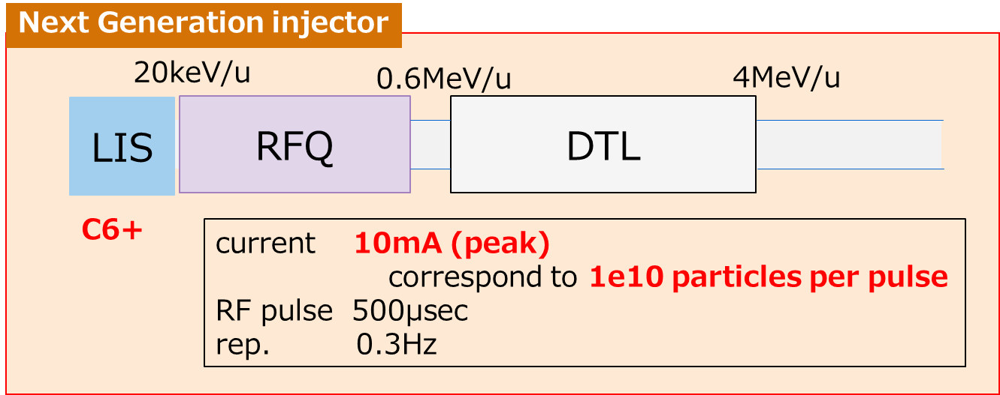 Next Generation injector
20keV/u
0.6MeV/u
4MeV/u
LIS
RFQ
DTL
C6+
current 10mA (peak)
correspond to 1e10 particles per pulse
RF pulse 500μsec
rep. 0.3Hz